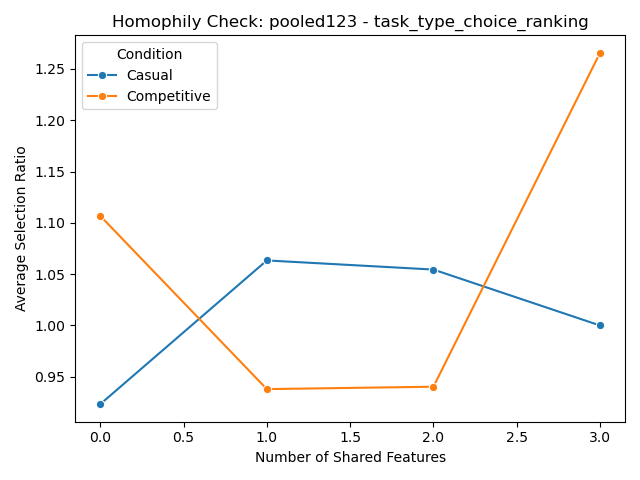 Homophily Check: pooled123 - task_type_choice_ranking
Condition
Casual
Competitive
Average Selection Ratio
1.25
1.20
1.15
1.10
1.05
1.00
0.95
0.0
0.5
1.0
1.5
2.0
2.5
3.0
Number of Shared Features